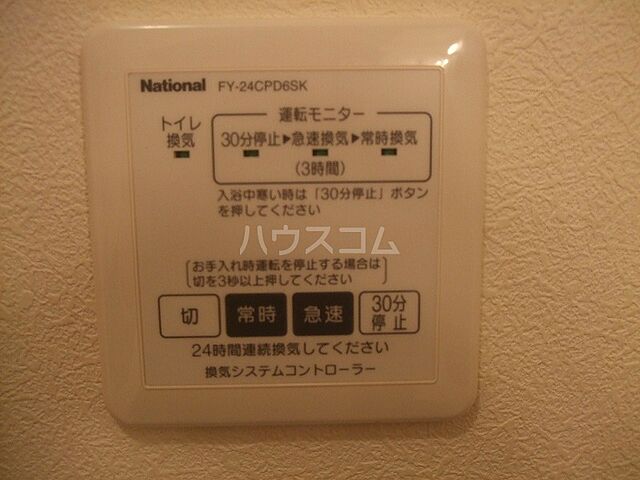 National FY-24CPD6SK
運転モニター
トイレ
換気
30分停止▶急速換気▶常時換気
(3時間)
入浴中寒い時は「30分停止」ボタン
を押してください
ハウスコム
お手入れ時運転を停止する場合は
切を3秒以上押してください
切 常時 急速 30分
停止
24時間連続換気してください
換気システムコントローラー